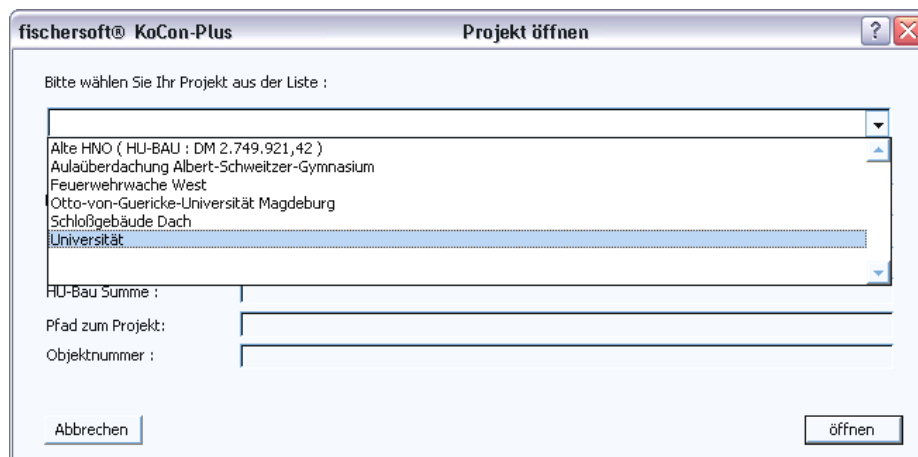 fischersoft® KoCon-Plus Projekt öffnen
Bitte wählen Sie Ihr Projekt aus der Liste :
Alte HNO ( HU-BAU : DM 2.749.921,42 )
Aulaüberdachung Albert-Schweitzer-Gymnasium
Feuerwehrwache West
Otto-von-Guericke-Universität Magdeburg
Schloßgebäude Dach
Universität
HU-Bau Summe :
Pfad zum Projekt:
Objektnummer :
Abbrechen öffnen